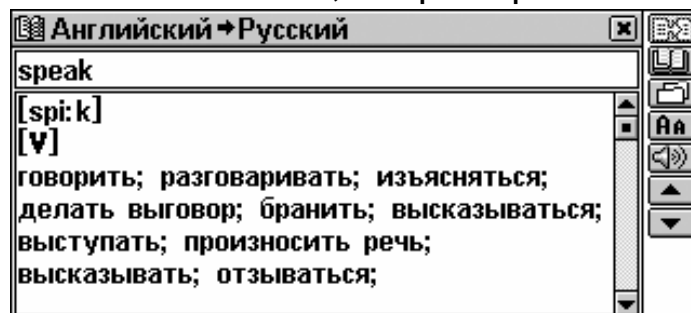 Английский→Русский
speak
[spi:k]
[V]
говорить; разговаривать; изъясняться;
делать выговор; бранить; высказываться;
выступать; произносить речь;
высказывать; отзываться;
Aa